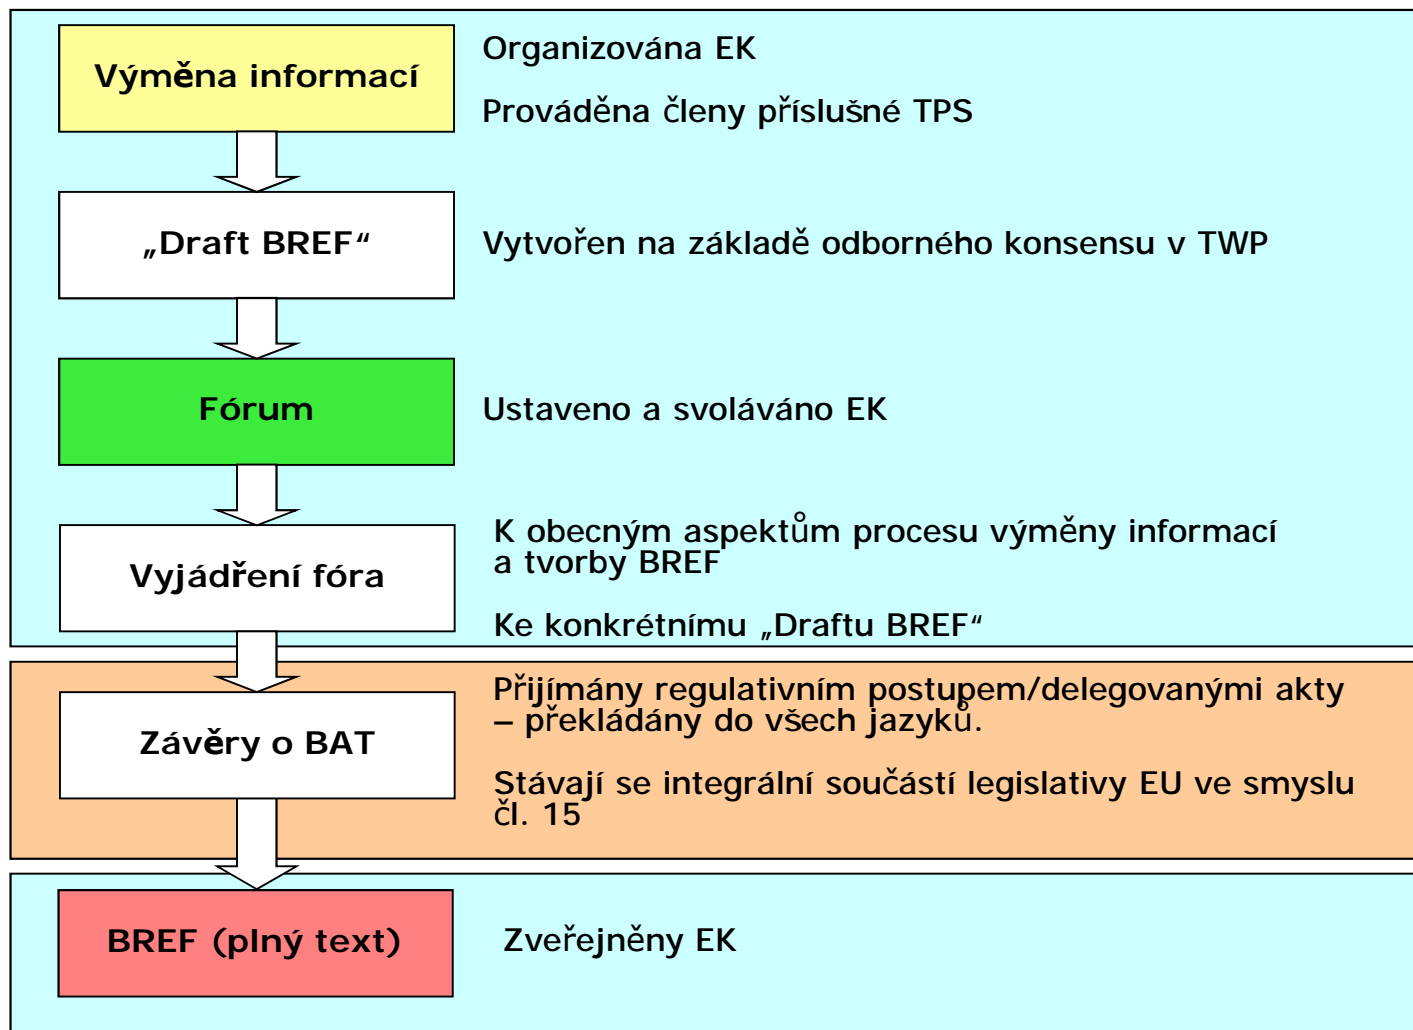 Výměna informací
Organizována EK
Prováděna členy příslušné TPS
„Draft BREF“
Vytvořen na základě odborného konsensu v TWP
Fórum
Ustaveno a svoláváno EK
Vyjádření fóra
K obecným aspektům procesu výměny informací
a tvorby BREF
Ke konkrétnímu „Draftu BREF“
Závěry o BAT
Přijímány regulativním postupem/delegovanými akty
– překládány do všech jazyků.
Stávají se integrální součástí legislativy EU ve smyslu
čl. 15
BREF (plný text)
Zveřejněny EK